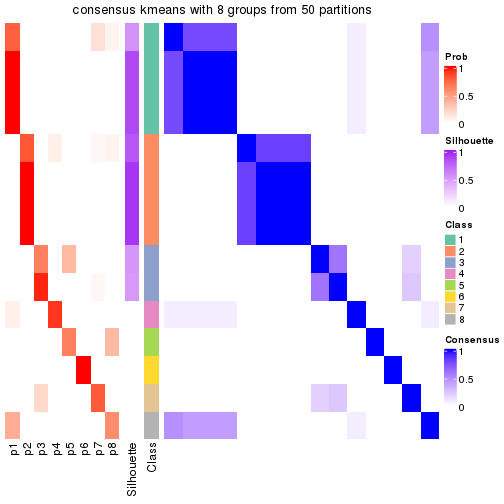 consensus kmeans with 8 groups from 50 partitions
Prob
1
0.5
0
Silhouette
1
0.5
0
Class
1
2
3
4
5
6
7
8
Consensus
1
0.5
0
p1
p2
p3
p4
p5
p6
p7
p8
Silhouette
Class